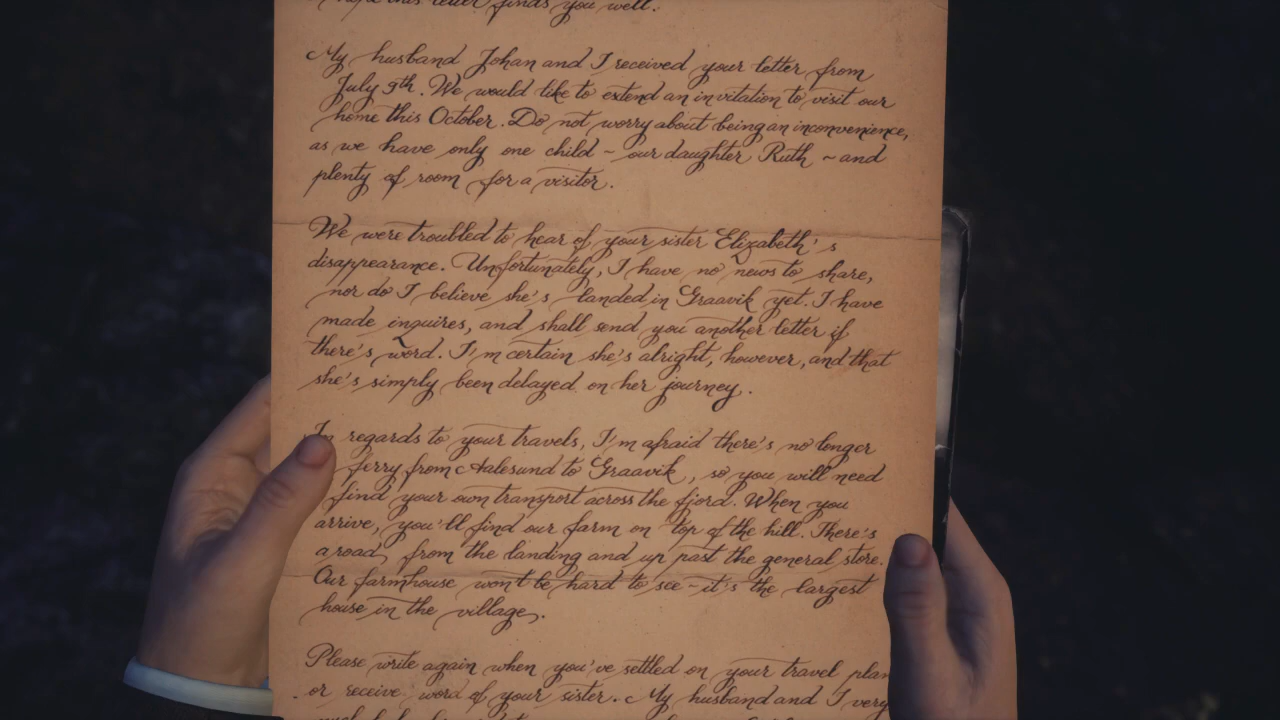 hope this letter finds you well.
My husband Johan and I received your letter from
July 9th. We would like to extend an invitation to visit our
home this October. Do not worry about being an inconvenience,
as we have only one child ~ our daughter Ruth ~ and
plenty of room for a visitor.
We were troubled to hear of your sister Elizabeth's
disappearance. Unfortunately, I have no news to share,
nor do I believe she's landed in Graavik yet. I have
made inquires, and shall send you another letter if
there's word. I'm certain she's alright, however, and that
she's simply been delayed on her journey.
In regards to your travels, I'm afraid there's no longer
ferry from Aalesund to Graavik, so you will need
find your own transport across the fjord. When you
arrive, you'll find our farm on top of the hill. There's
a road from the landing and up past the general store.
Our farmhouse won't be hard to see ~ it's the largest
house in the village.
Please write again when you've settled on your travel plan
or receive word of your sister. My husband and I very